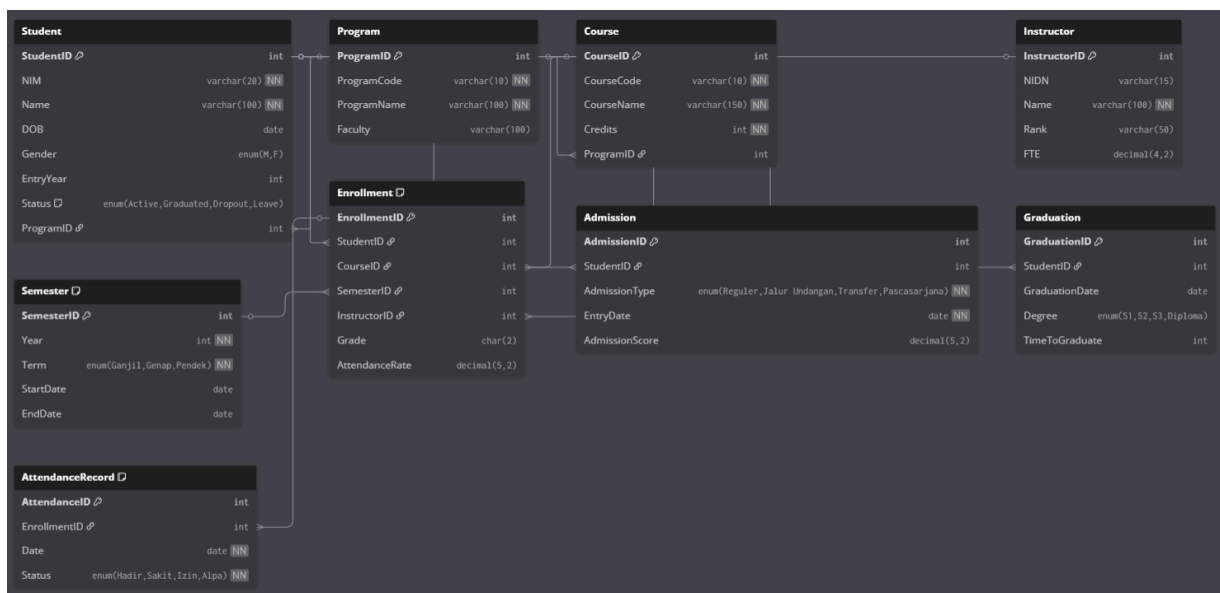 Student
StudentID int
NIM varchar(20) NN
Name varchar(100) NN
DOB date
Gender enum(M,F)
EntryYear int
Status enum(Active,Graduated,Dropout,Leave)
ProgramID int
Program
ProgramID int
ProgramCode varchar(10) NN
ProgramName varchar(100) NN
Faculty varchar(100)
Course
CourseID int
CourseCode varchar(10) NN
CourseName varchar(150) NN
Credits int NN
ProgramID int
Instructor
InstructorID int
NIDN varchar(15)
Name varchar(100) NN
Rank varchar(50)
FTE decimal(4,2)
Enrollment
EnrollmentID int
StudentID int
CourseID int
SemesterID int
InstructorID int
Grade char(2)
AttendanceRate decimal(5,2)
Admission
AdmissionID int
StudentID int
AdmissionType enum(Reguler,Jalur Undangan,Transfer,Pascasarjana) NN
EntryDate date NN
AdmissionScore decimal(5,2)
Graduation
GraduationID int
StudentID int
GraduationDate date
Degree enum(S1,S2,S3,Diploma)
TimeToGraduate int
Semester
SemesterID int
Year int NN
Term enum(Ganjil,Genap,Pendek) NN
StartDate date
EndDate date
AttendanceRecord
AttendanceID int
EnrollmentID int
Date date NN
Status enum(Hadir,Sakit,Izin,Alpa) NN